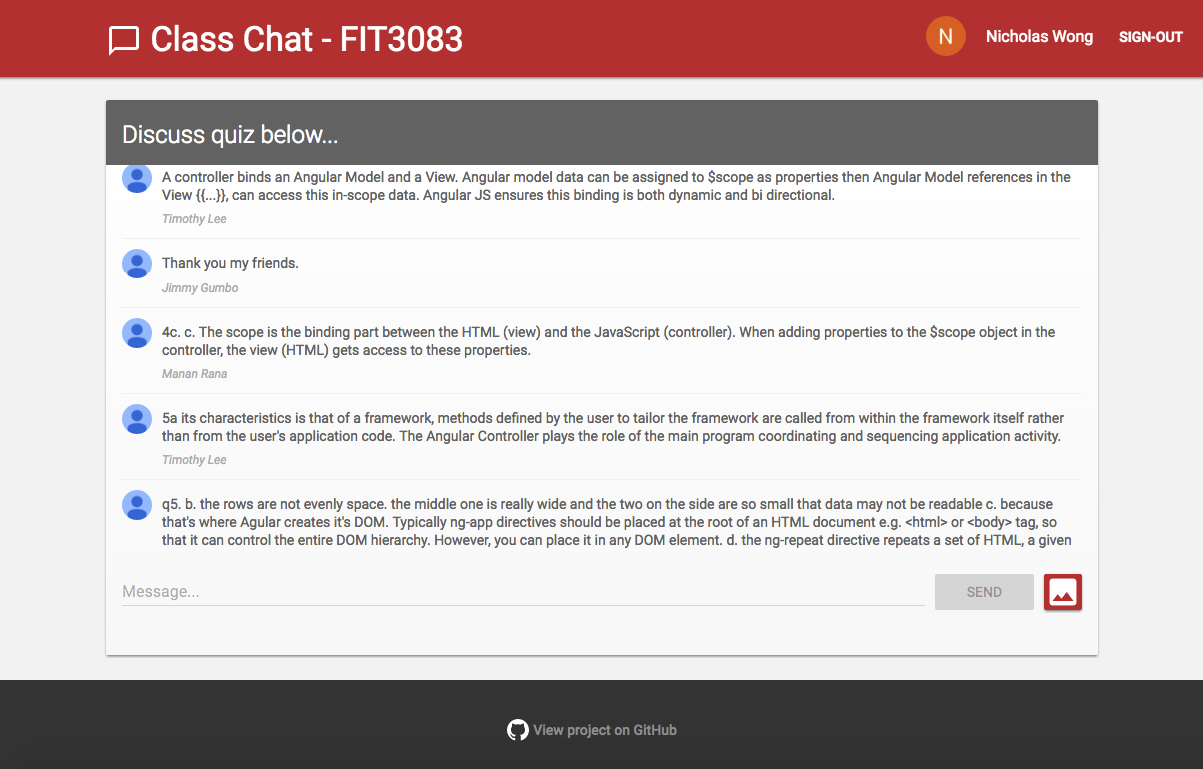 Class Chat - FIT3083
N
Nicholas Wong
SIGN-OUT
Discuss quiz below...
A controller binds an Angular Model and a View. Angular model data can be assigned to $scope as properties then Angular Model references in the
View {{...}}, can access this in-scope data. Angular JS ensures this binding is both dynamic and bi directional.
Timothy Lee
Thank you my friends.
Jimmy Gumbo
4c. c. The scope is the binding part between the HTML (view) and the JavaScript (controller). When adding properties to the $scope object in the
controller, the view (HTML) gets access to these properties.
Manan Rana
5a its characteristics is that of a framework, methods defined by the user to tailor the framework are called from within the framework itself rather
than from the user's application code. The Angular Controller plays the role of the main program coordinating and sequencing application activity.
Timothy Lee
q5. b. the rows are not evenly space. the middle one is really wide and the two on the side are so small that data may not be readable c. because
that's where Agular creates it's DOM. Typically ng-app directives should be placed at the root of an HTML document e.g. <html> or <body> tag, so
that it can control the entire DOM hierarchy. However, you can place it in any DOM element. d. the ng-repeat directive repeats a set of HTML, a given
Message...
SEND
View project on GitHub